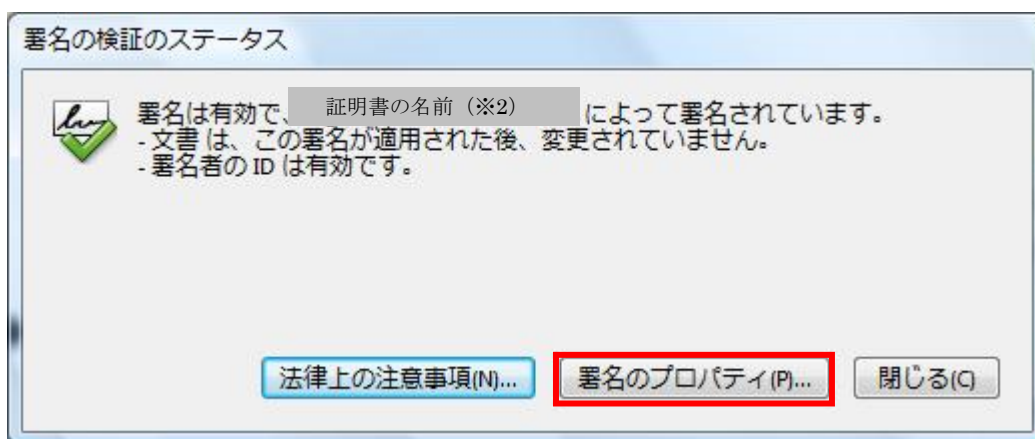 署名の検証のステータス
署名は有効で、 証明書の名前（※2） によって署名されています。
- 文書 は、この署名が適用された後、変更されていません。
- 署名者の ID は有効です。
法律上の注意事項(N)... 署名のプロパティ(P)... 閉じる(C)